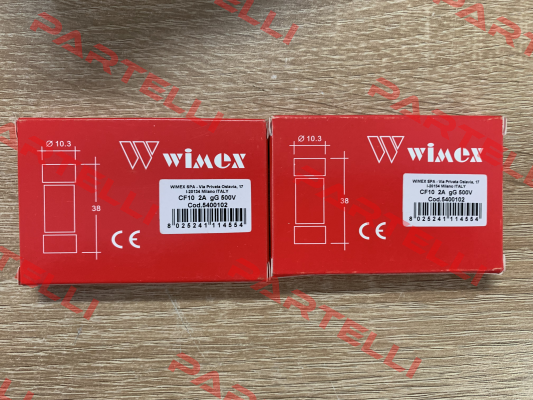 PARTELLI
PARTELLI
PARTELLI
PARTELLI
Ø 10.3
38
W wimex
WIMEX SPA - Via Privata Oslavia, 17
I-20134 Milano ITALY
CF10 2A gG 500V
Cod.5400102
8 025241 114554
CE
Ø 10.3
38
W wimex
WIMEX SPA - Via Privata Oslavia, 17
I-20134 Milano ITALY
CF10 2A gG 500V
Cod.5400102
8 025241 114554
CE